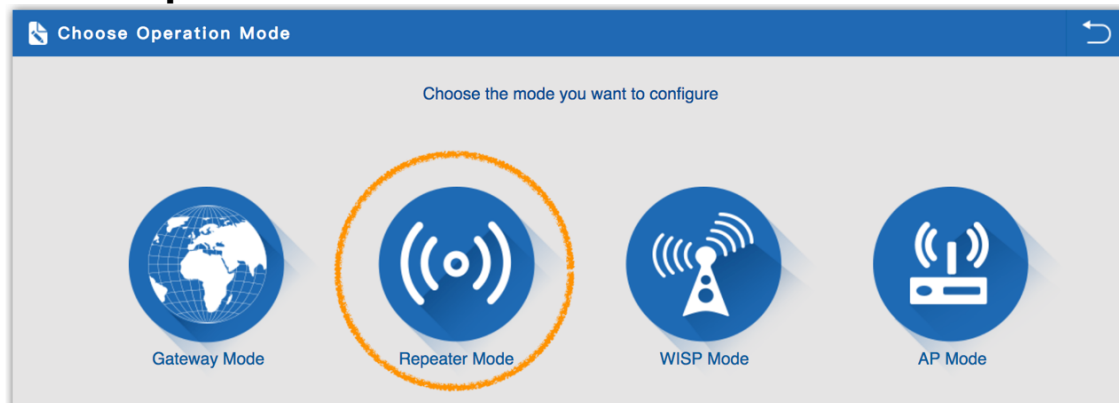 Choose Operation Mode
Choose the mode you want to configure
Gateway Mode
Repeater Mode
WISP Mode
AP Mode